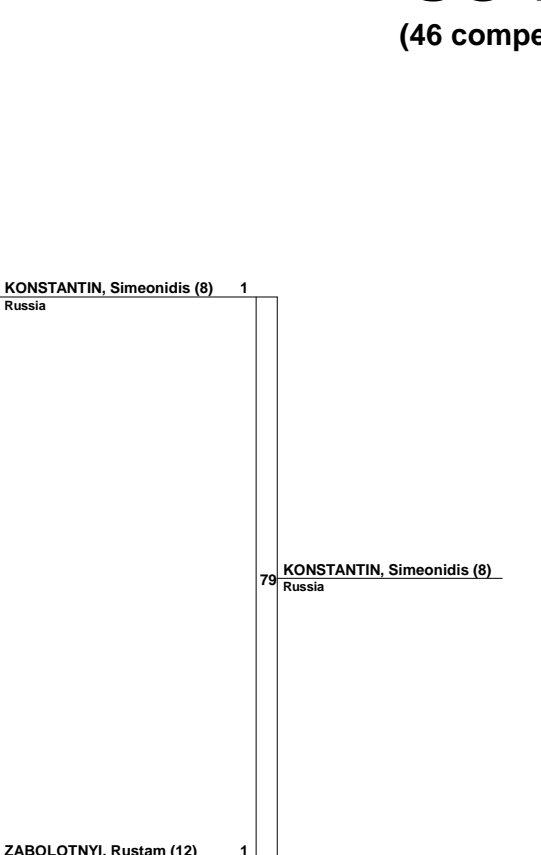 (46 compe
KONSTANTIN, Simeonidis (8) 1
Russia
79 KONSTANTIN, Simeonidis (8)
Russia
ZABOLOTNYI, Rustam (12) 1